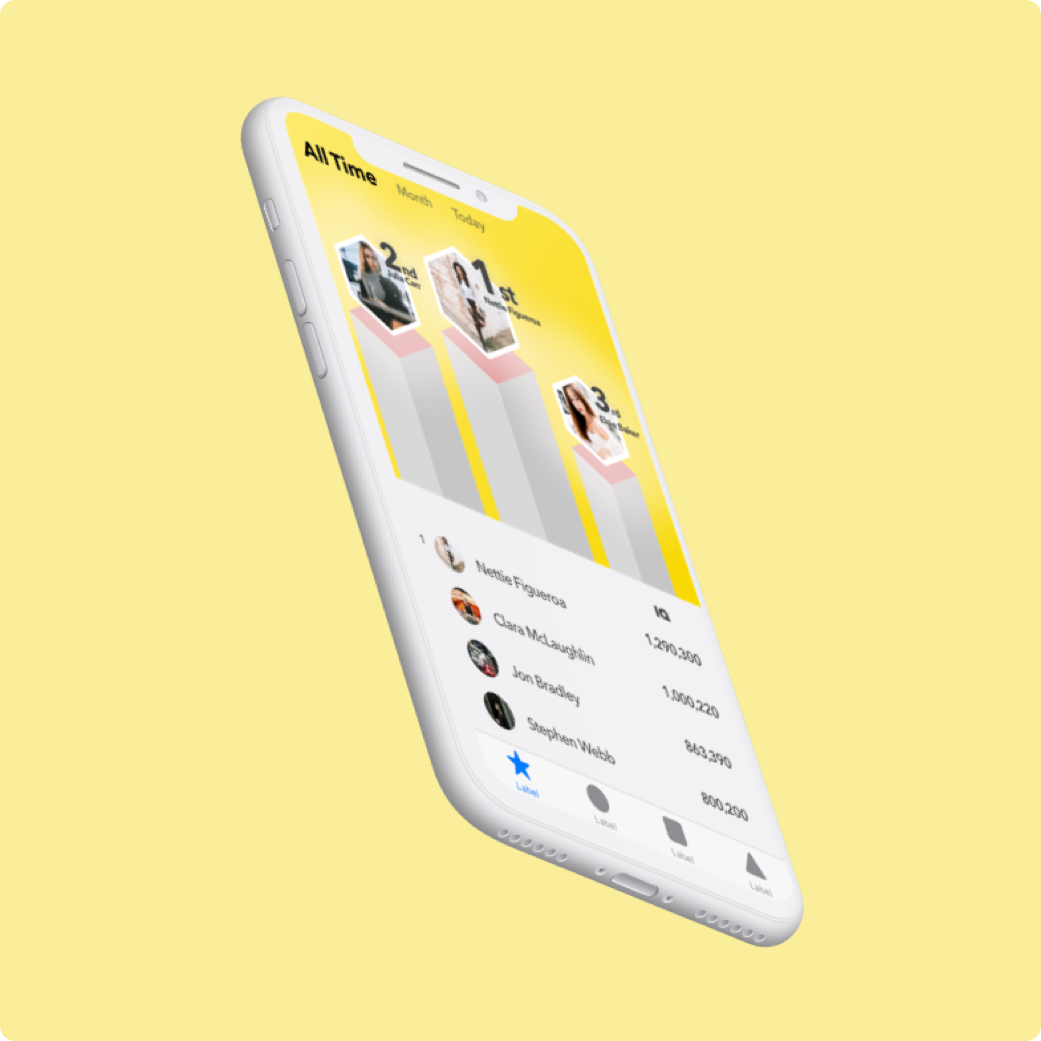 All Time
Month
Today
2nd
Julia Carr
1st
Nettie Figueroa
3rd
Elsie Baker
IQ
1 Nettie Figueroa 1,290,300
Clara McLaughlin 1,000,220
Jon Bradley 863,390
Stephen Webb 800,200
Label
Label
Label
Label